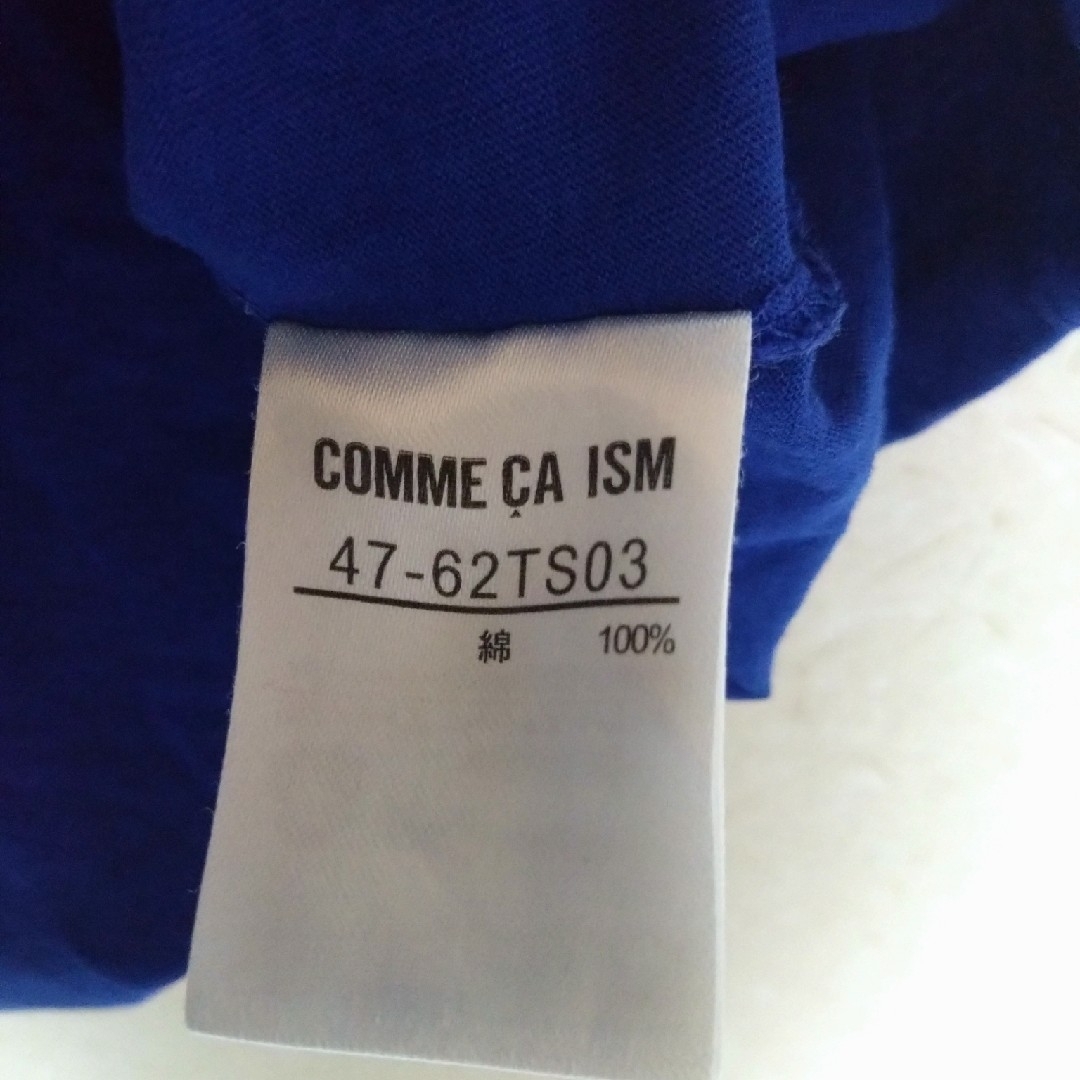 COMME ÇA ISM
47-62TS03
綿 100%